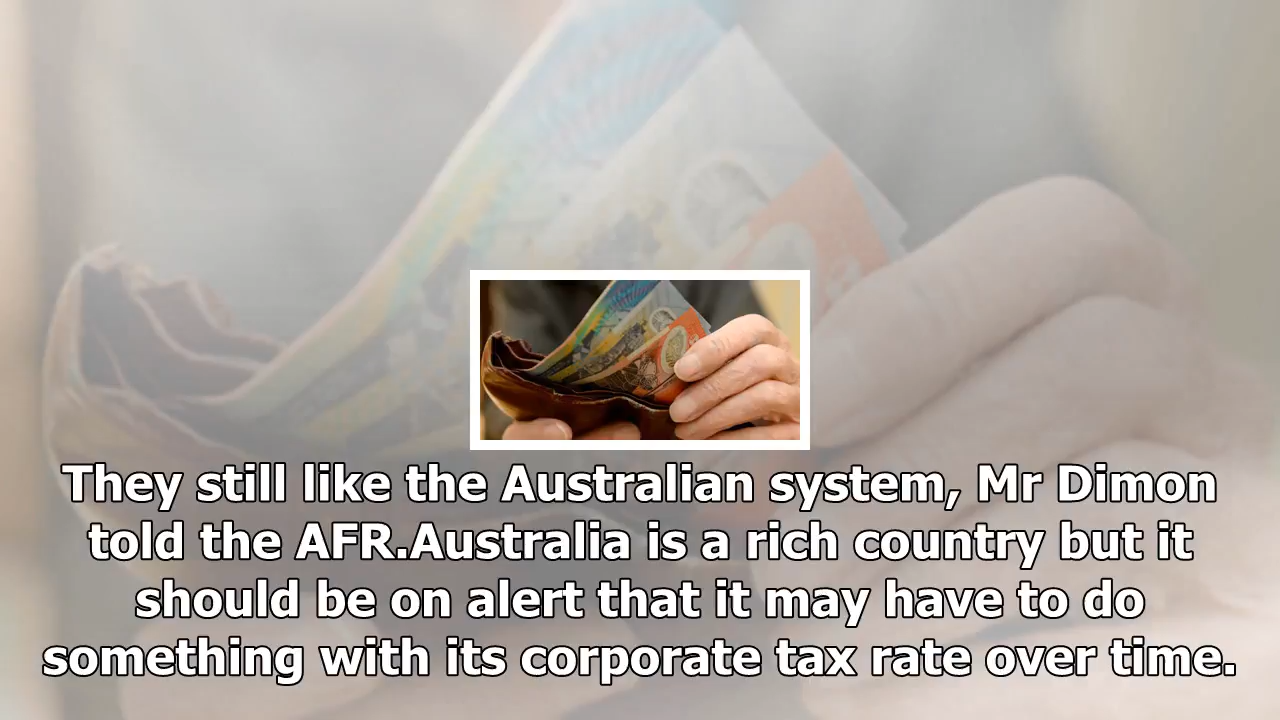 They still like the Australian system, Mr Dimon
told the AFR.Australia is a rich country but it
should be on alert that it may have to do
something with its corporate tax rate over time.